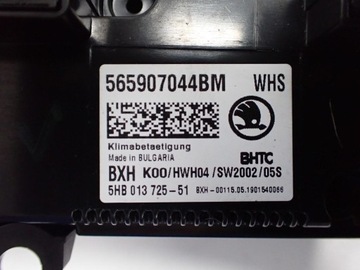 565907044BM WHS
Klimabetaetigung
Made in BULGARIA
BHTC
BXH K00/HWH04/SW2002/05S
5HB 013 725-51 BXH-00115.05.1901540066